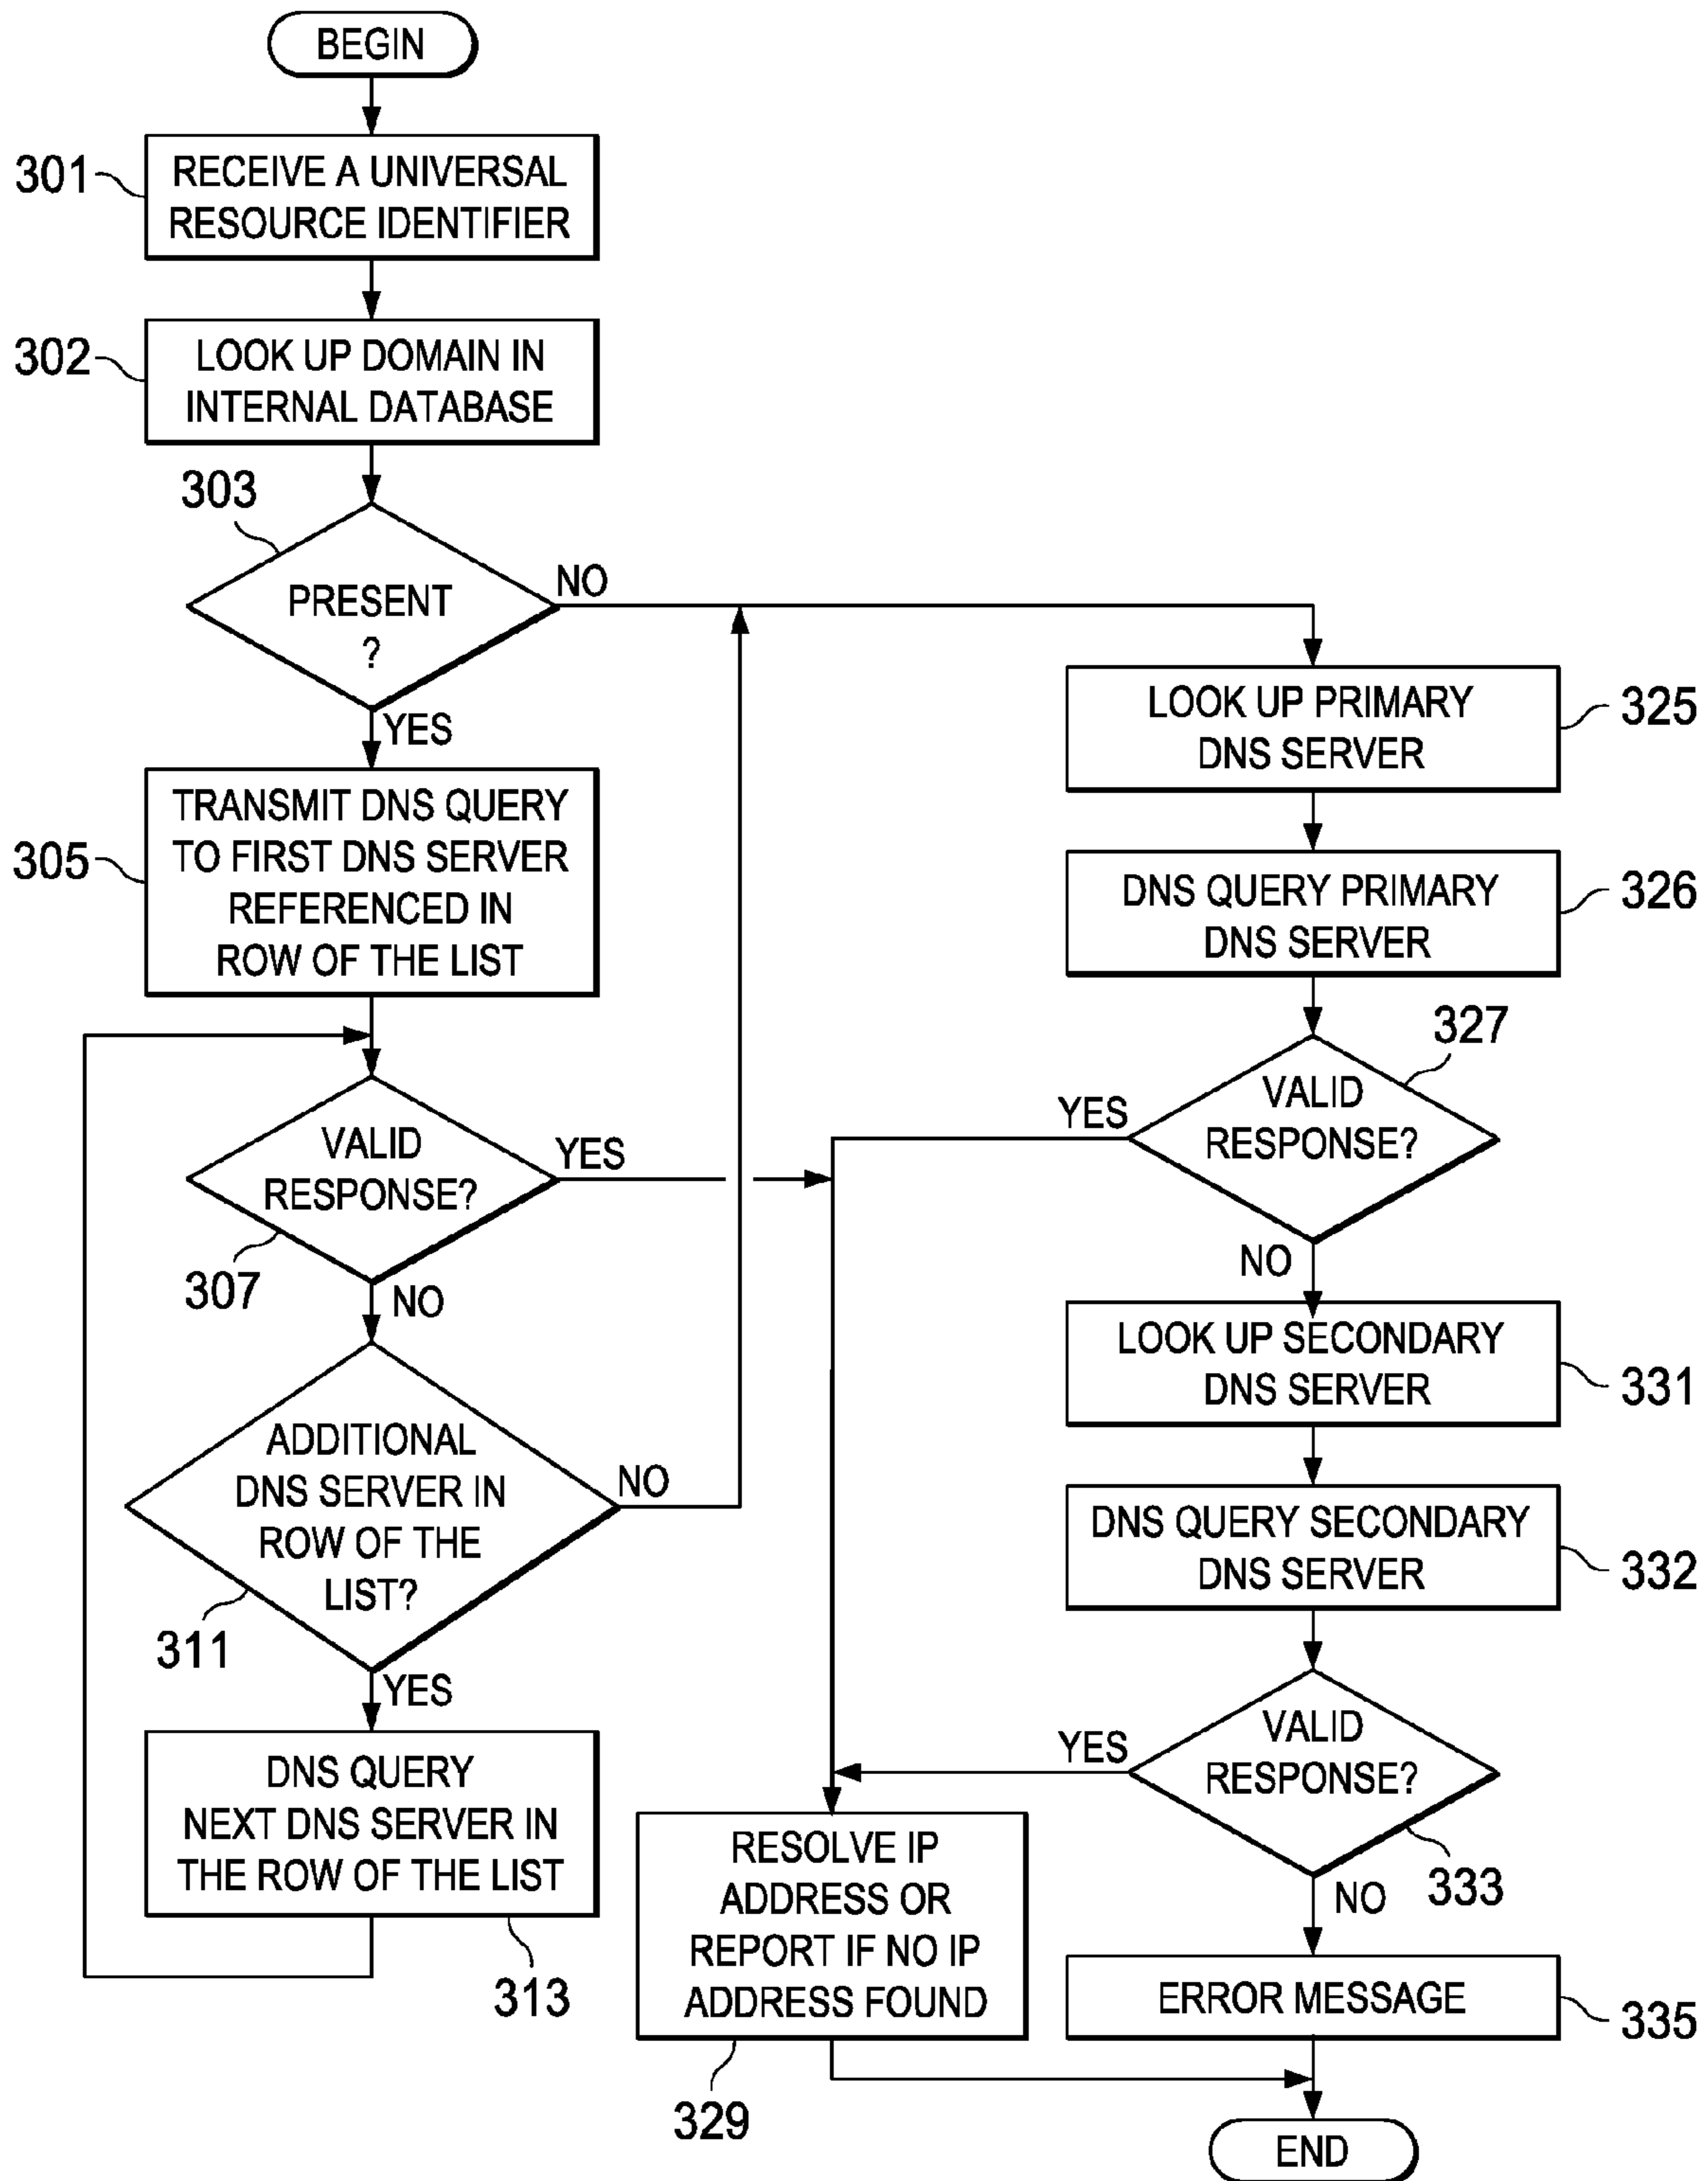 BEGIN
301
RECEIVE A UNIVERSAL
RESOURCE IDENTIFIER
302
LOOK UP DOMAIN IN
INTERNAL DATABASE
303
PRESENT
?
NO
YES
305
TRANSMIT DNS QUERY
TO FIRST DNS SERVER
REFERENCED IN
ROW OF THE LIST
VALID
RESPONSE?
YES
307
NO
ADDITIONAL
DNS SERVER IN
ROW OF THE
LIST?
NO
311
YES
DNS QUERY
NEXT DNS SERVER IN
THE ROW OF THE LIST
313
LOOK UP PRIMARY
DNS SERVER
325
DNS QUERY PRIMARY
DNS SERVER
326
327
VALID
RESPONSE?
YES
NO
LOOK UP SECONDARY
DNS SERVER
331
DNS QUERY SECONDARY
DNS SERVER
332
VALID
RESPONSE?
YES
333
NO
RESOLVE IP
ADDRESS OR
REPORT IF NO IP
ADDRESS FOUND
329
ERROR MESSAGE
335
END